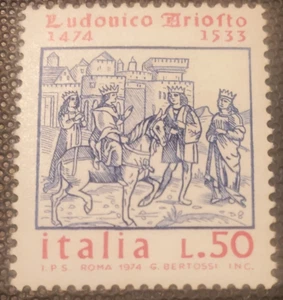 Ludovico Ariosto
1474 1533
italia L.50
I.P.S. ROMA 1974 G. BERTOSSI INC.